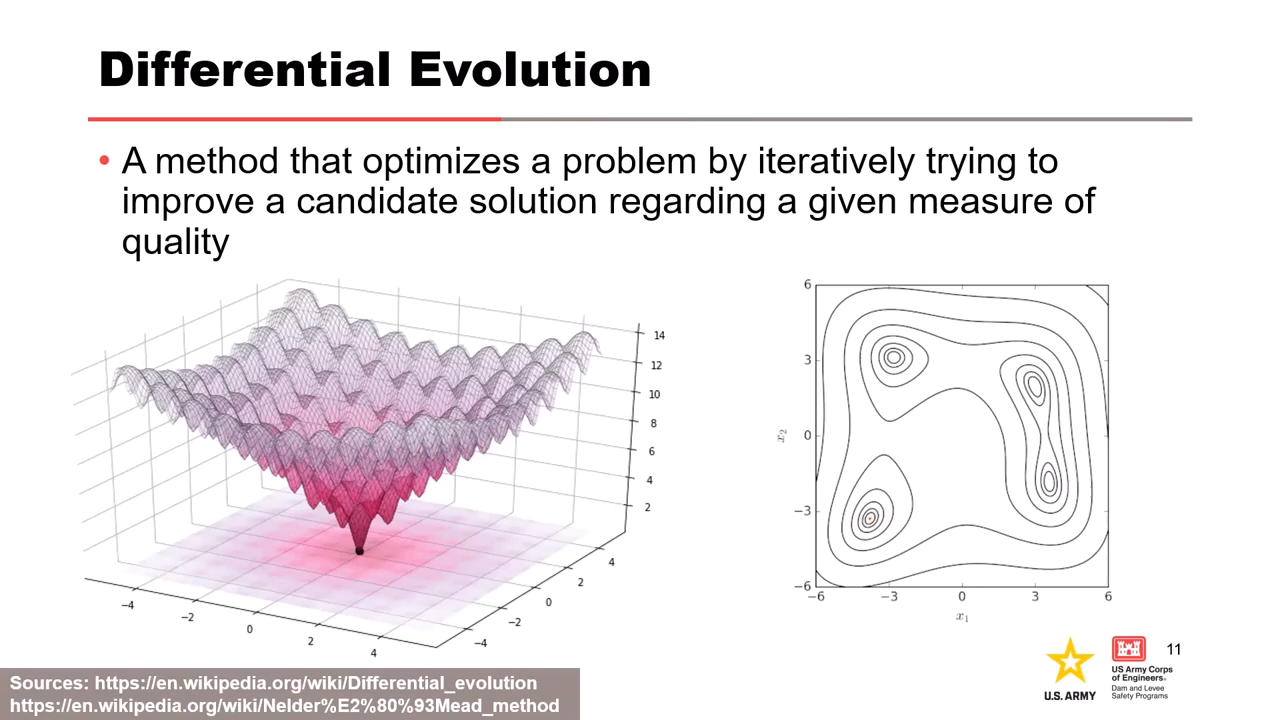 Differential Evolution
• A method that optimizes a problem by iteratively trying to
improve a candidate solution regarding a given measure of
quality
14
12
10
8
6
4
2
4
2
0
−2
−4
−4
−2
0
2
4
6
3
0
−3
−6
x₂
−6
−3
0
3
6
x₁
U.S. ARMY
US Army Corps
of Engineers®
Dam and Levee
Safety Programs
11
Sources: https://en.wikipedia.org/wiki/Differential_evolution
https://en.wikipedia.org/wiki/Nelder%E2%80%93Mead_method